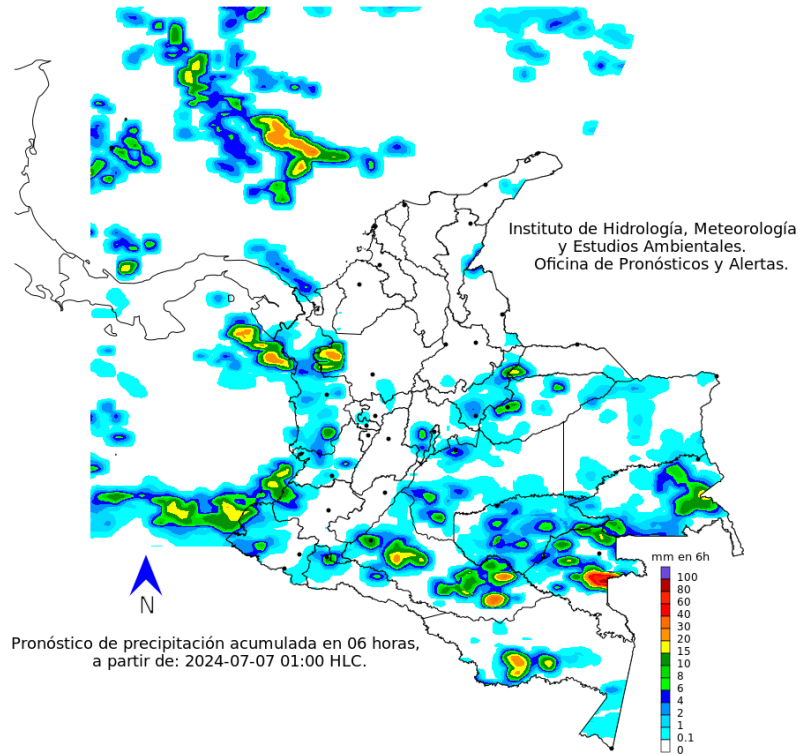 Instituto de Hidrología, Meteorología
y Estudios Ambientales.
Oficina de Pronósticos y Alertas.
N
Pronóstico de precipitación acumulada en 06 horas,
a partir de: 2024-07-07 01:00 HLC.
mm en 6h
100
80
60
40
30
20
15
10
8
6
4
2
1
0.1
0